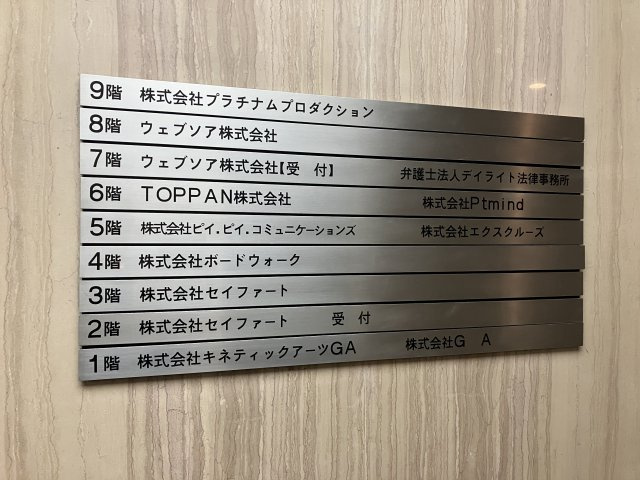 9階 株式会社プラチナムプロダクション
8階 ウェブソア株式会社
7階 ウェブソア株式会社【受 付】 弁護士法人デイライト法律事務所
6階 TOPPAN株式会社 株式会社Ptmind
5階 株式会社ピイ.ピイ.コミュニケーションズ 株式会社エクスクルーズ
4階 株式会社ボードウォーク
3階 株式会社セイファート
2階 株式会社セイファート 受 付
1階 株式会社キネティックアーツGA 株式会社G A